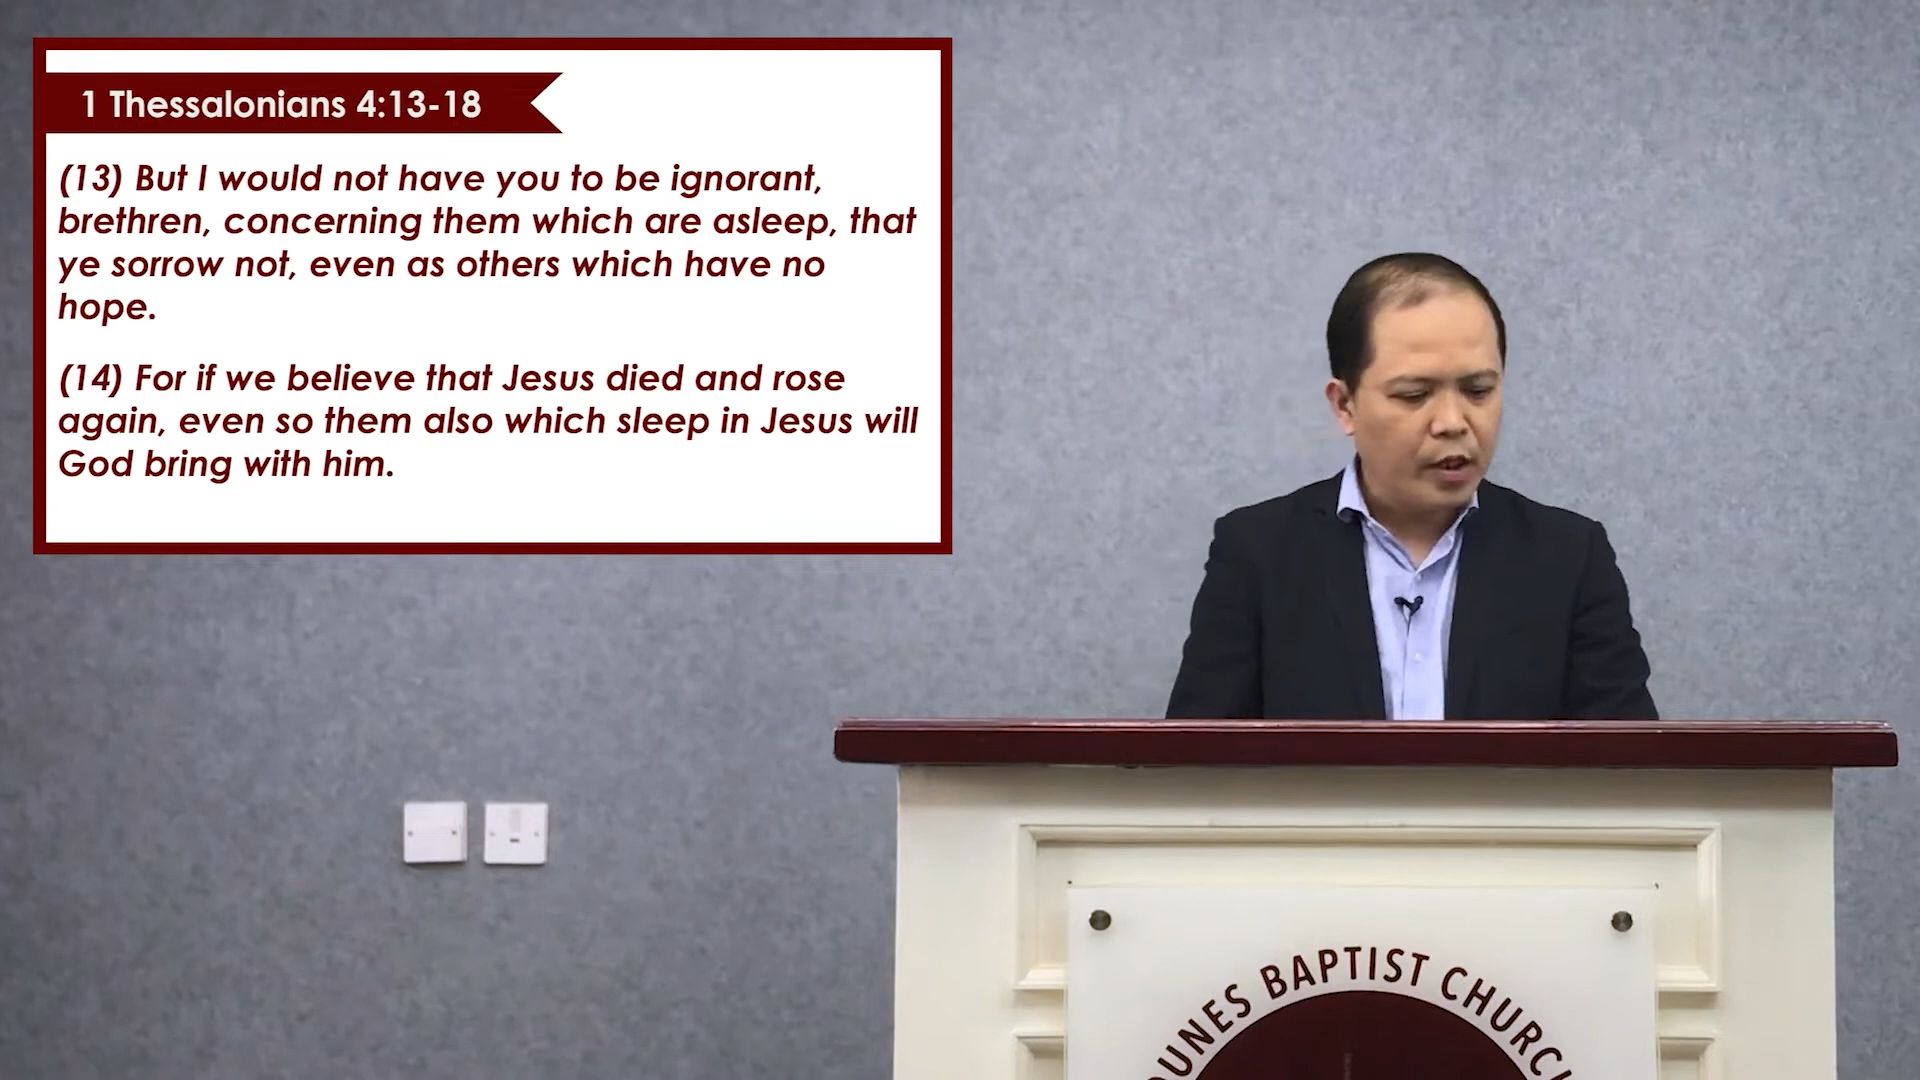 1 Thessalonians 4:13-18
(13) But I would not have you to be ignorant,
brethren, concerning them which are asleep, that
ye sorrow not, even as others which have no
hope.
(14) For if we believe that Jesus died and rose
again, even so them also which sleep in Jesus will
God bring with him.
BAPTIST CHURCH